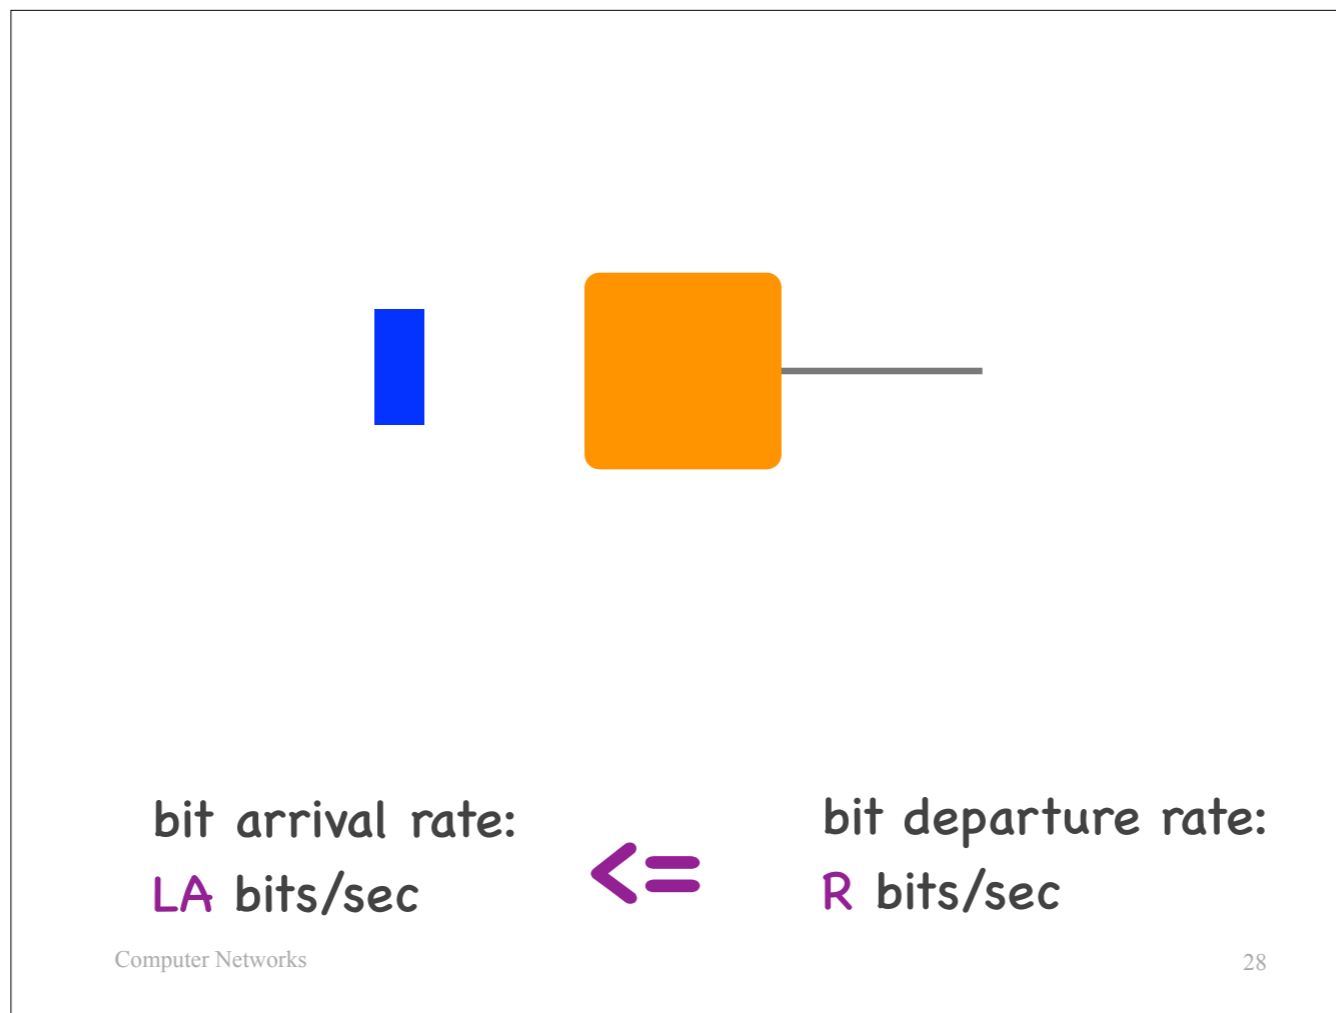 bit arrival rate:
LA bits/sec
<=
bit departure rate:
R bits/sec
Computer Networks
28